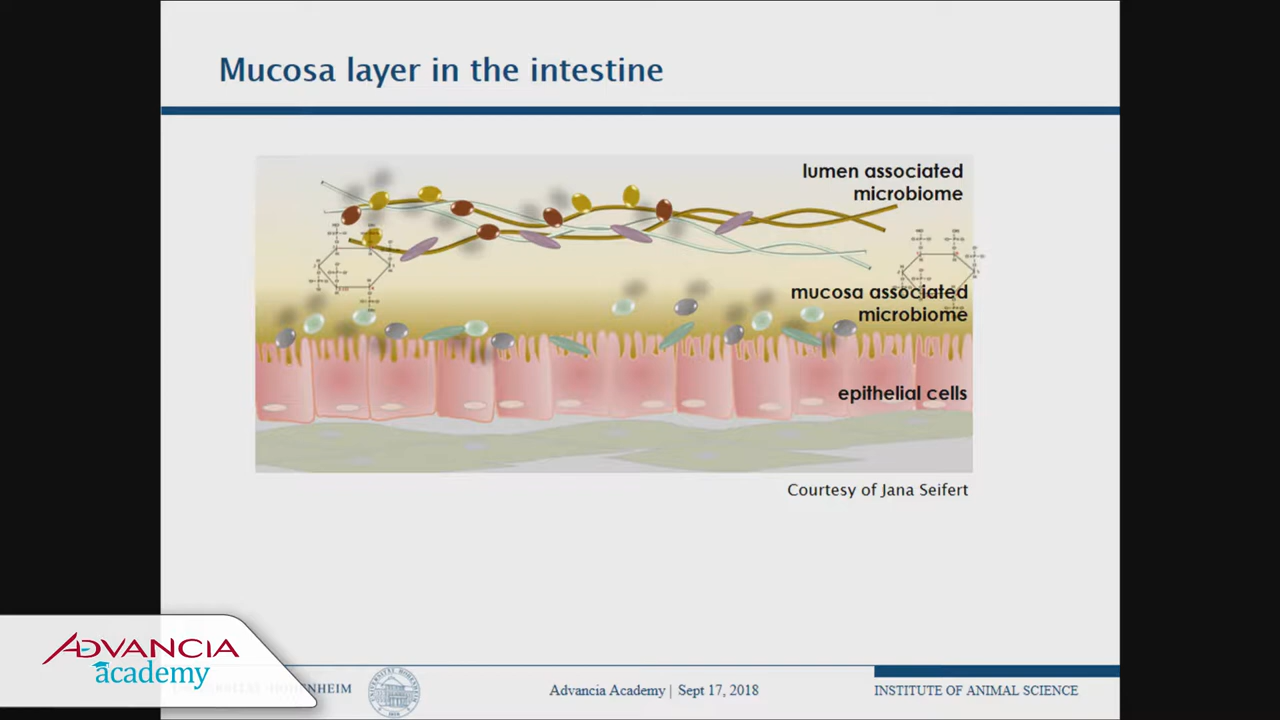 Mucosa layer in the intestine
lumen associated
microbiome
mucosa associated
microbiome
epithelial cells
Courtesy of Jana Seifert
ADVANCIA
academy
HOHENHEIM
Advancia Academy | Sept 17, 2018
INSTITUTE OF ANIMAL SCIENCE